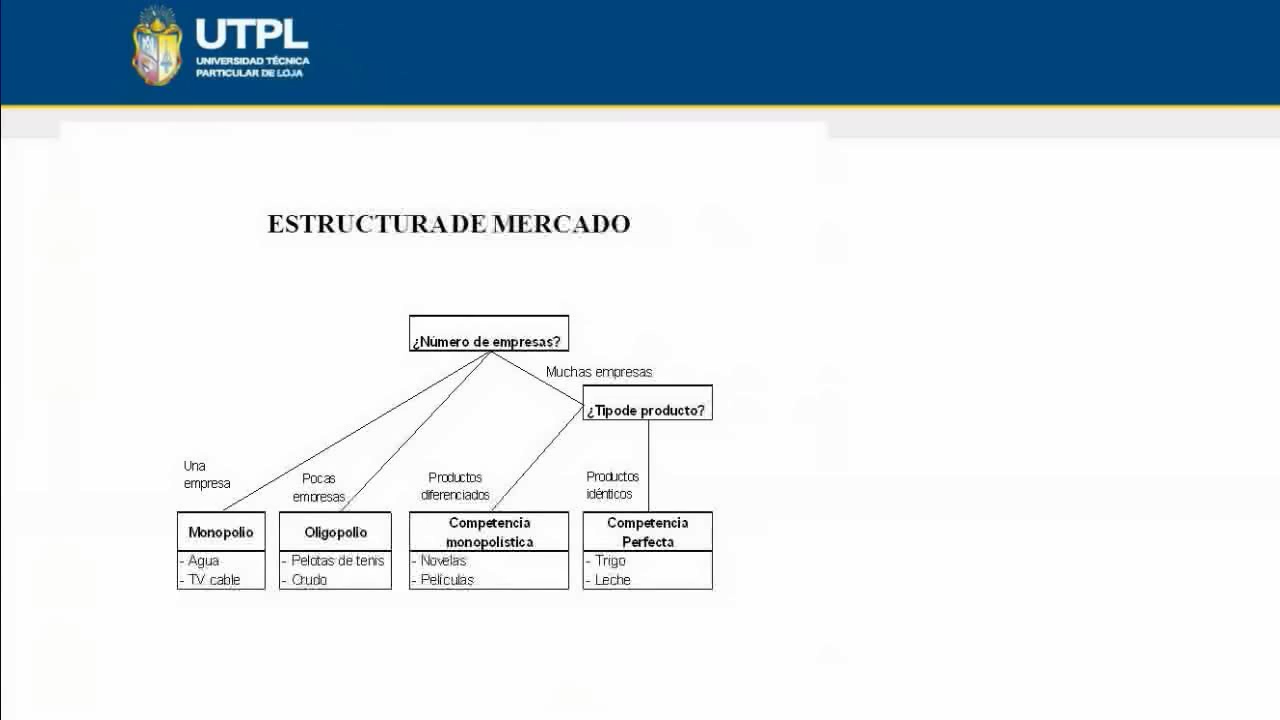 UTPL
UNIVERSIDAD TÉCNICA
PARTICULAR DE LOJA
ESTRUCTURA DE MERCADO
¿Número de empresas?
Muchas empresas
¿Tipode producto?
Una
empresa
Pocas
empresas
Productos
diferenciados
Productos
idénticos
Monopolio
Oligopolio
Competencia
monopolística
Competencia
Perfecta
- Agua
- TV cable
- Pelotas de tenis
- Crudo
- Novelas
- Películas
- Trigo
- Leche